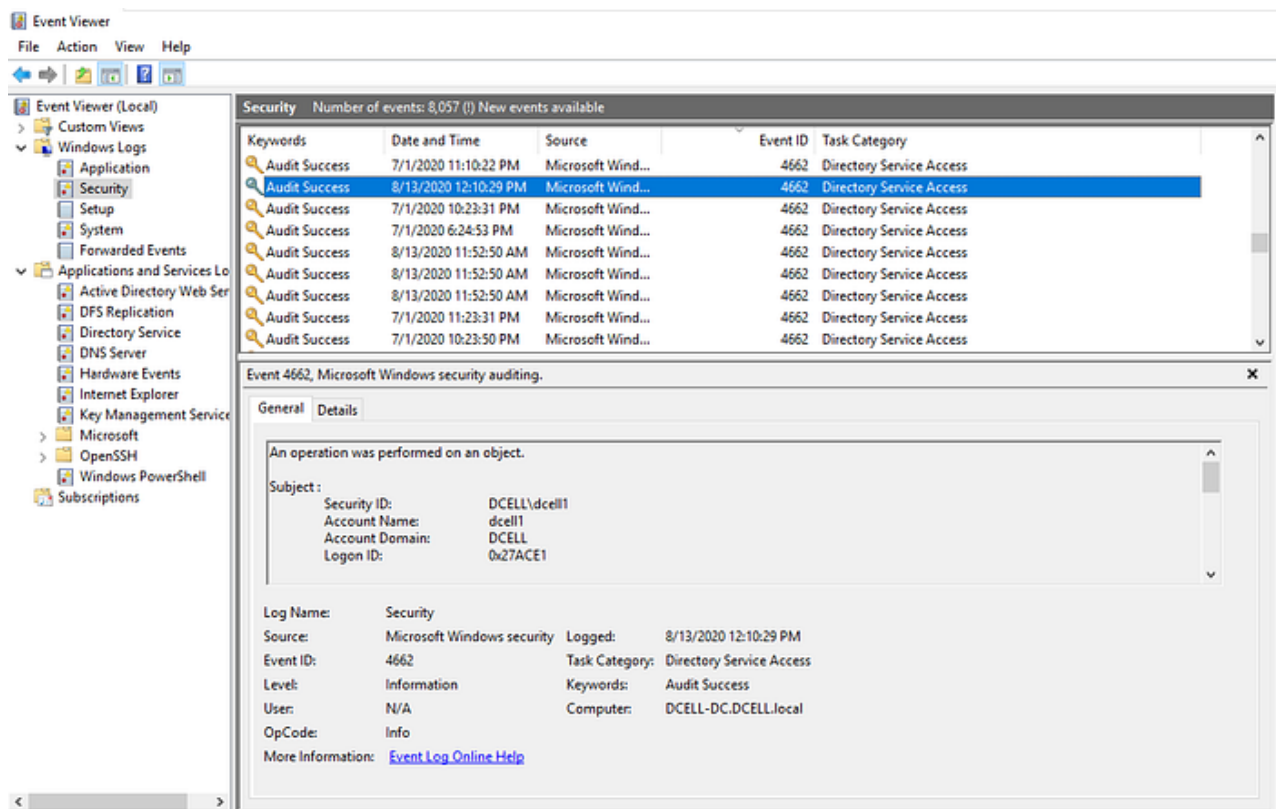 Event Viewer
File Action View Help
Event Viewer (Local)
Custom Views
Windows Logs
Application
Security
Setup
System
Forwarded Events
Applications and Services Lo
Active Directory Web Ser
DFS Replication
Directory Service
DNS Server
Hardware Events
Internet Explorer
Key Management Service
Microsoft
OpenSSH
Windows PowerShell
Subscriptions
Security Number of events: 8,057 (!) New events available
Keywords Date and Time Source Event ID Task Category
Audit Success 7/1/2020 11:10:22 PM Microsoft Wind... 4662 Directory Service Access
Audit Success 8/13/2020 12:10:29 PM Microsoft Wind... 4662 Directory Service Access
Audit Success 7/1/2020 10:23:31 PM Microsoft Wind... 4662 Directory Service Access
Audit Success 7/1/2020 6:24:53 PM Microsoft Wind... 4662 Directory Service Access
Audit Success 8/13/2020 11:52:50 AM Microsoft Wind... 4662 Directory Service Access
Audit Success 8/13/2020 11:52:50 AM Microsoft Wind... 4662 Directory Service Access
Audit Success 8/13/2020 11:52:50 AM Microsoft Wind... 4662 Directory Service Access
Audit Success 7/1/2020 11:23:31 PM Microsoft Wind... 4662 Directory Service Access
Audit Success 7/1/2020 10:23:50 PM Microsoft Wind... 4662 Directory Service Access
Event 4662, Microsoft Windows security auditing.
General Details
An operation was performed on an object.
Subject :
Security ID: DCELL\dcell1
Account Name: dcell1
Account Domain: DCELL
Logon ID: 0x27ACE1
Log Name: Security
Source: Microsoft Windows security Logged: 8/13/2020 12:10:29 PM
Event ID: 4662 Task Category: Directory Service Access
Level: Information Keywords: Audit Success
User: N/A Computer: DCELL-DC.DCELL.local
OpCode: Info
More Information: Event Log Online Help